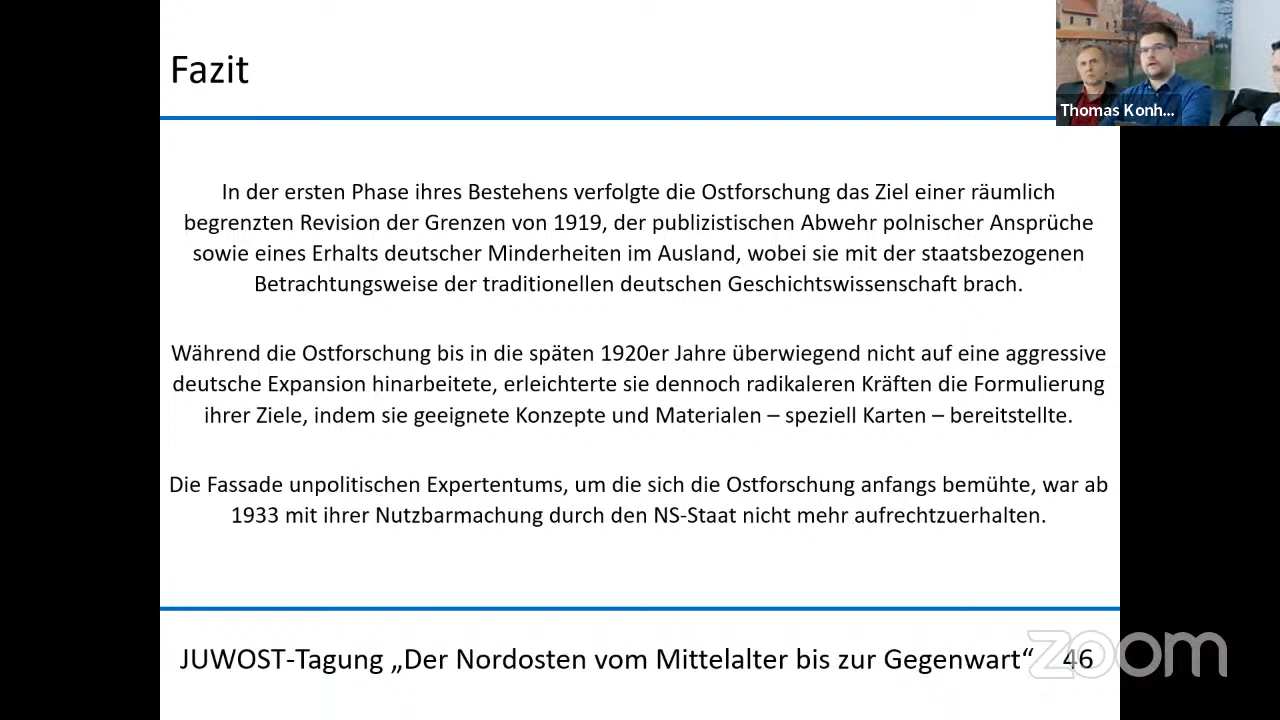 Fazit
Thomas Konh...
In der ersten Phase ihres Bestehens verfolgte die Ostforschung das Ziel einer räumlich
begrenzten Revision der Grenzen von 1919, der publizistischen Abwehr polnischer Ansprüche
sowie eines Erhalts deutscher Minderheiten im Ausland, wobei sie mit der staatsbezogenen
Betrachtungsweise der traditionellen deutschen Geschichtswissenschaft brach.
Während die Ostforschung bis in die späten 1920er Jahre überwiegend nicht auf eine aggressive
deutsche Expansion hinarbeitete, erleichterte sie dennoch radikaleren Kräften die Formulierung
ihrer Ziele, indem sie geeignete Konzepte und Materialen – speziell Karten – bereitstellte.
Die Fassade unpolitischen Expertentums, um die sich die Ostforschung anfangs bemühte, war ab
1933 mit ihrer Nutzbarmachung durch den NS-Staat nicht mehr aufrechtzuerhalten.
JUWOST-Tagung „Der Nordosten vom Mittelalter bis zur Gegenwart“ 46
zoom